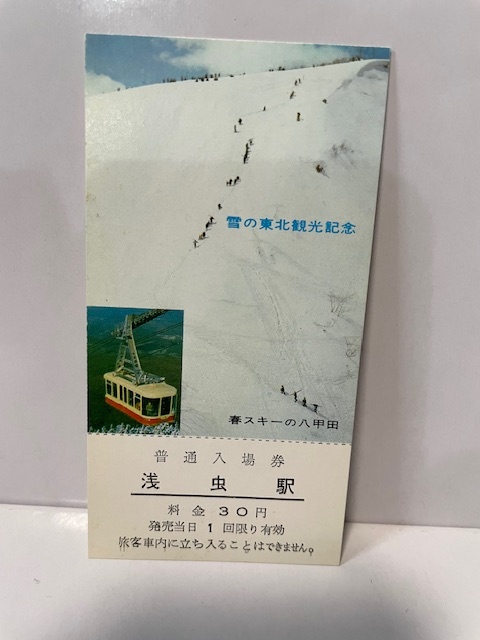 雪の東北観光記念
春スキーの八甲田
普通入場券
浅虫駅
料金30円
発売当日1回限り有効
旅客車内に立ち入ることはできません。